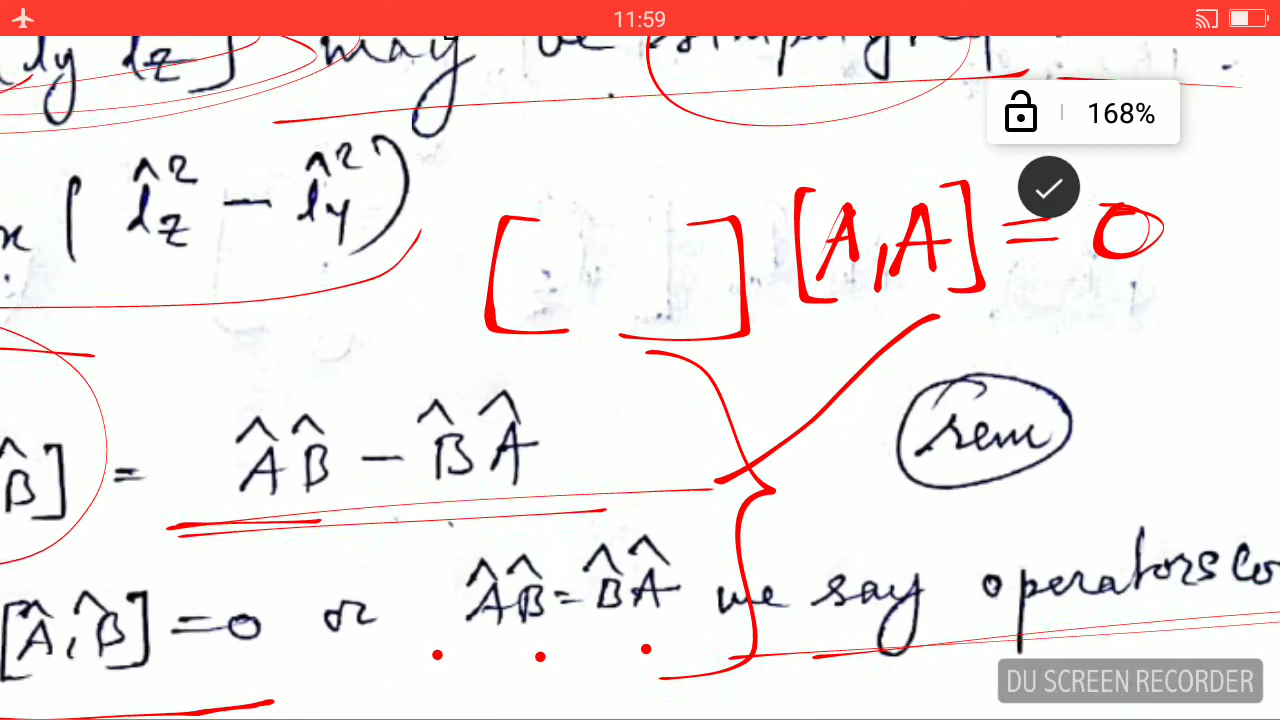 11:59
ly lz] may be
168%
x ( l̂z² − l̂y² )
[ ] [A,A] = 0
B̂] = ÂB̂ − B̂Â
rem
[Â,B̂] = 0 or ÂB̂ = B̂Â we say operators co
DU SCREEN RECORDER